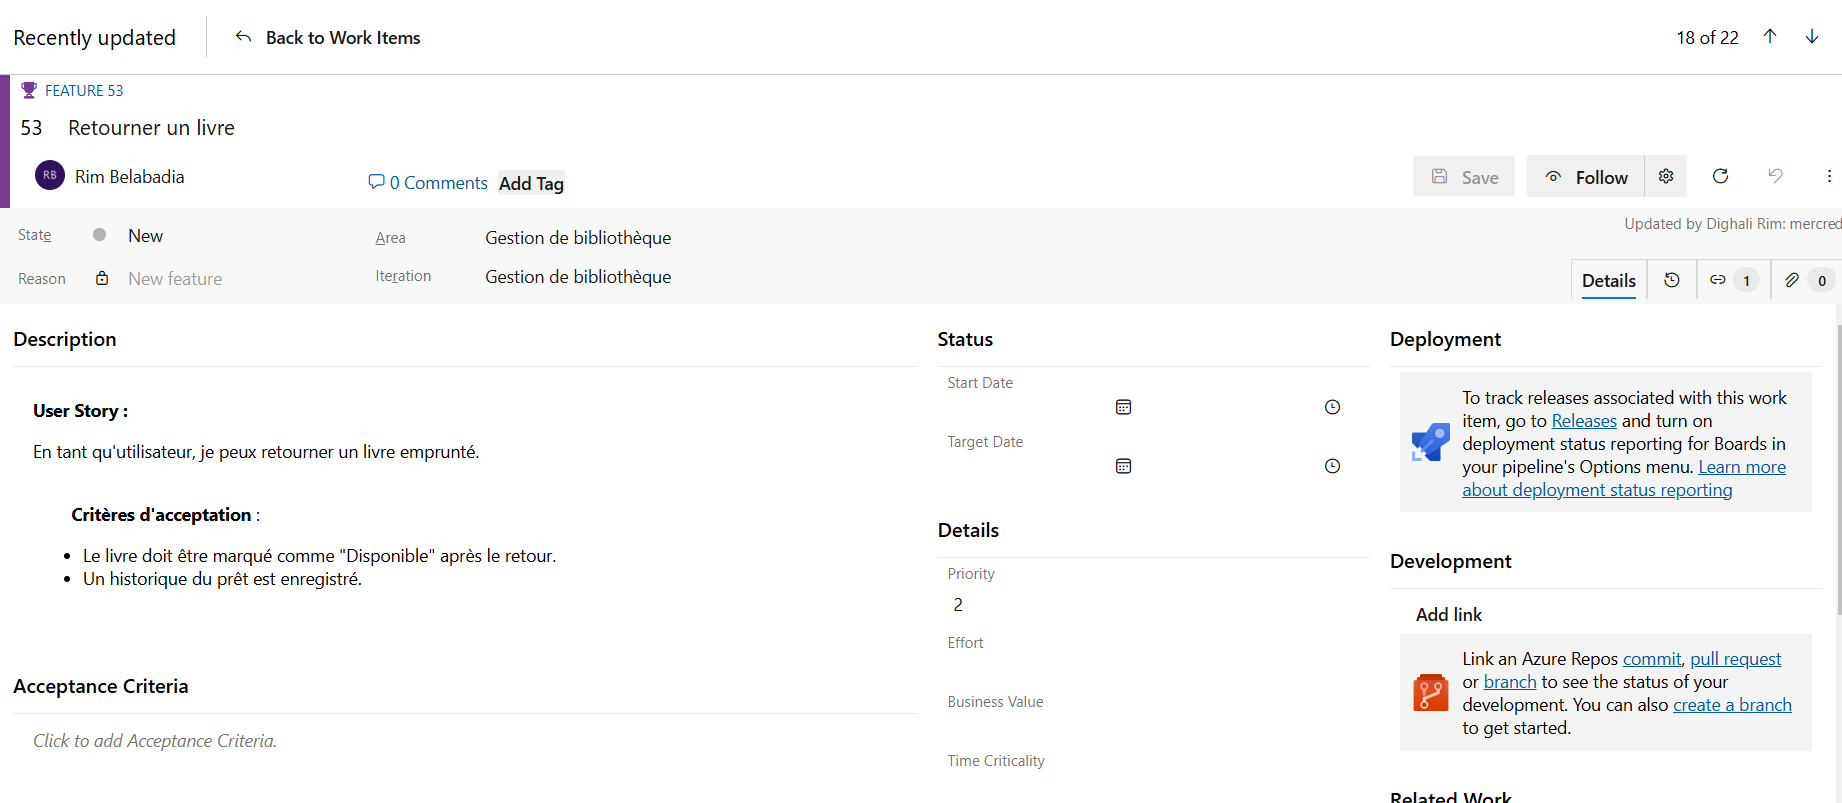 Recently updated
Back to Work Items
18 of 22
FEATURE 53
53 Retourner un livre
RB Rim Belabadia
0 Comments
Add Tag
Save
Follow
State New
Area Gestion de bibliothèque
Updated by Dighali Rim: mercred
Reason New feature
Iteration Gestion de bibliothèque
Details
1
0
Description
User Story :
En tant qu'utilisateur, je peux retourner un livre emprunté.
Critères d'acceptation :
• Le livre doit être marqué comme "Disponible" après le retour.
• Un historique du prêt est enregistré.
Acceptance Criteria
Click to add Acceptance Criteria.
Status
Start Date
Target Date
Details
Priority
2
Effort
Business Value
Time Criticality
Deployment
To track releases associated with this work
item, go to Releases and turn on
deployment status reporting for Boards in
your pipeline's Options menu. Learn more
about deployment status reporting
Development
Add link
Link an Azure Repos commit, pull request
or branch to see the status of your
development. You can also create a branch
to get started.
Related Work